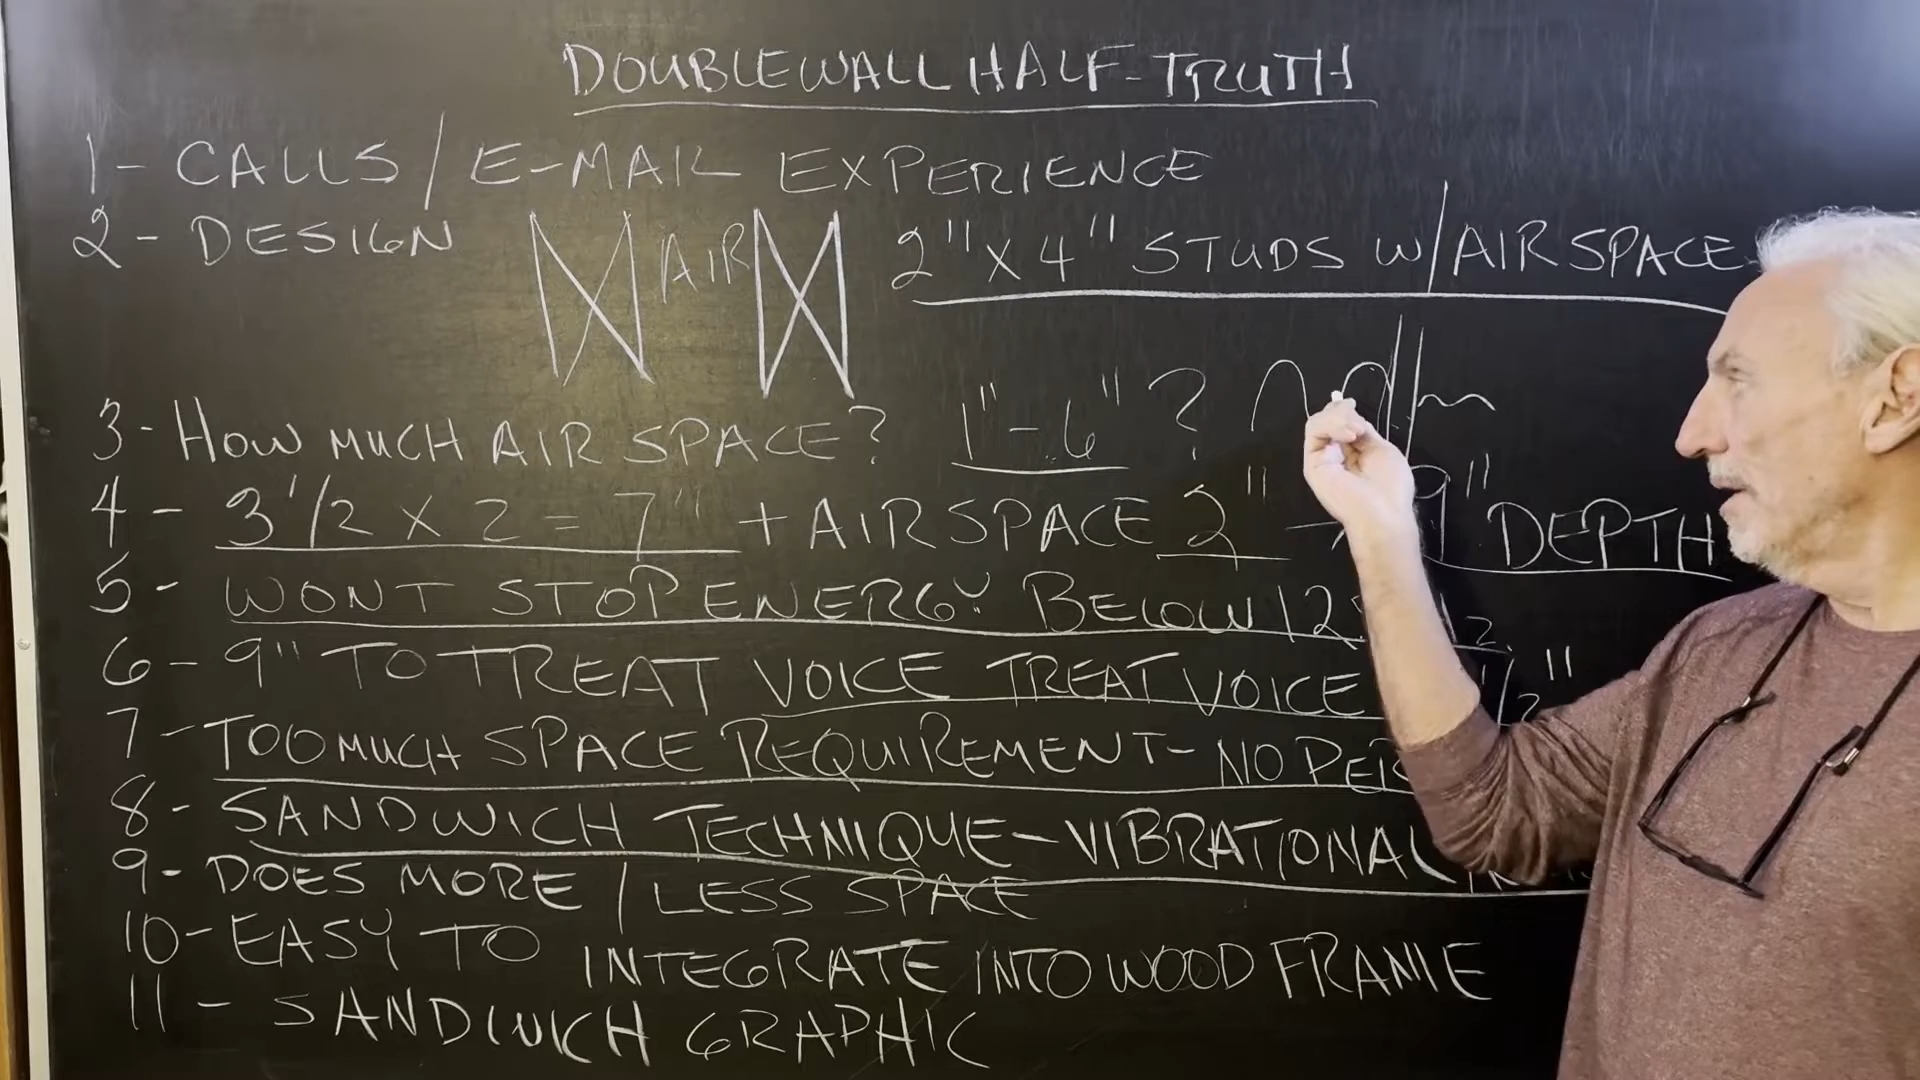 DOUBLEWALL HALF-TRUTH
1- CALLS/E-MAIL EXPERIENCE
2- DESIGN AIR 2"X4" STUDS W/AIR SPACE
3- HOW MUCH AIR SPACE? 1"-6" ?
4- 3 1/2 X 2 = 7" + AIRSPACE 2" 9" DEPTH
5- WONT STOP ENERGY BELOW 12
6- 9" TO TREAT VOICE TREAT VOICE /2"
7- TOO MUCH SPACE REQUIREMENT- NO
8- SANDWICH TECHNIQUE-VIBRATIONAL
9- DOES MORE / LESS SPACE
10- EASY TO INTEGRATE INTO WOOD FRAME
11- SANDWICH GRAPHIC